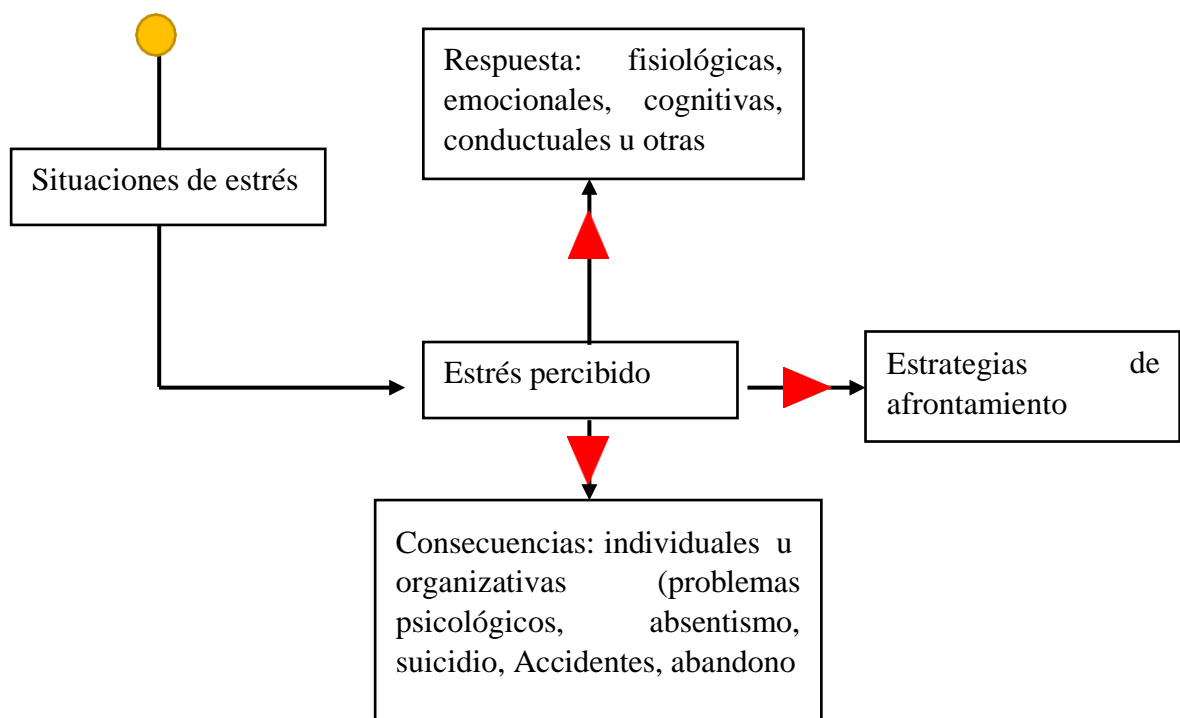 Respuesta: fisiológicas,
emocionales, cognitivas,
conductuales u otras
Situaciones de estrés
Estrés percibido
Estrategias de
afrontamiento
Consecuencias: individuales u
organizativas (problemas
psicológicos, absentismo,
suicidio, Accidentes, abandono